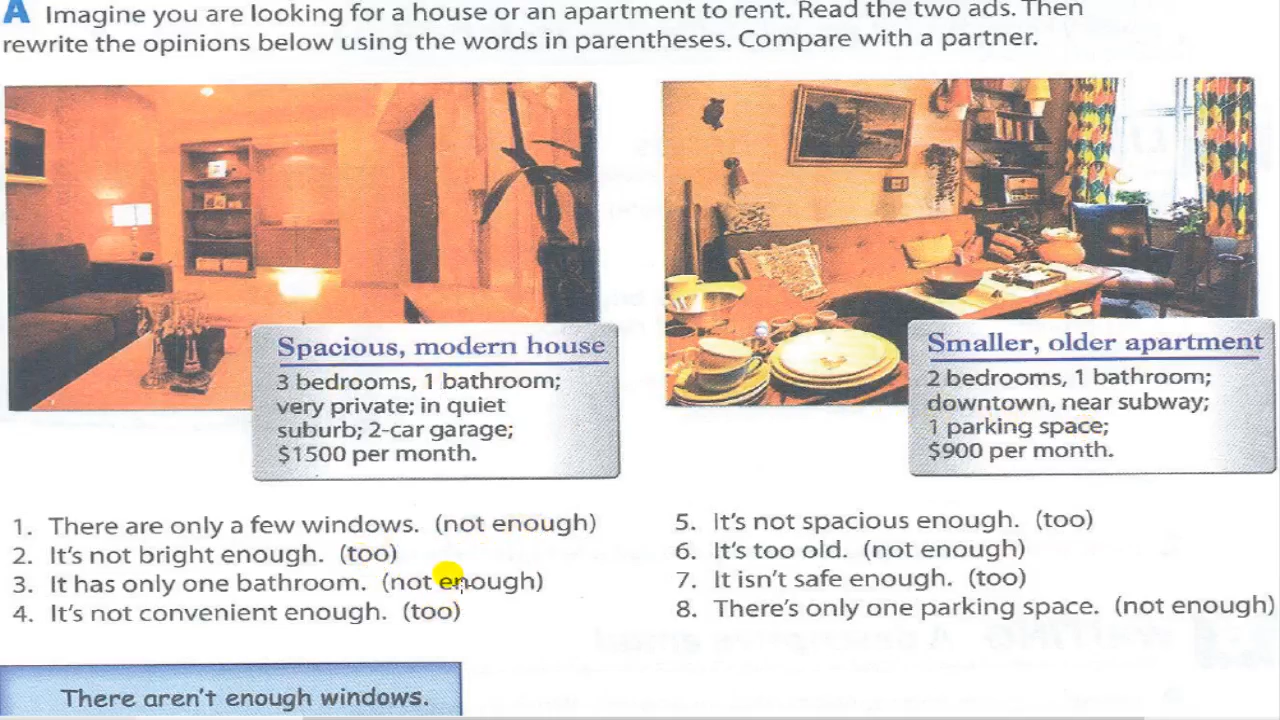 A Imagine you are looking for a house or an apartment to rent. Read the two ads. Then
rewrite the opinions below using the words in parentheses. Compare with a partner.
Spacious, modern house
3 bedrooms, 1 bathroom;
very private; in quiet
suburb; 2-car garage;
$1500 per month.
Smaller, older apartment
2 bedrooms, 1 bathroom;
downtown, near subway;
1 parking space;
$900 per month.
1. There are only a few windows. (not enough)
2. It's not bright enough. (too)
3. It has only one bathroom. (not enough)
4. It's not convenient enough. (too)
5. It's not spacious enough. (too)
6. It's too old. (not enough)
7. It isn't safe enough. (too)
8. There's only one parking space. (not enough)
There aren't enough windows.